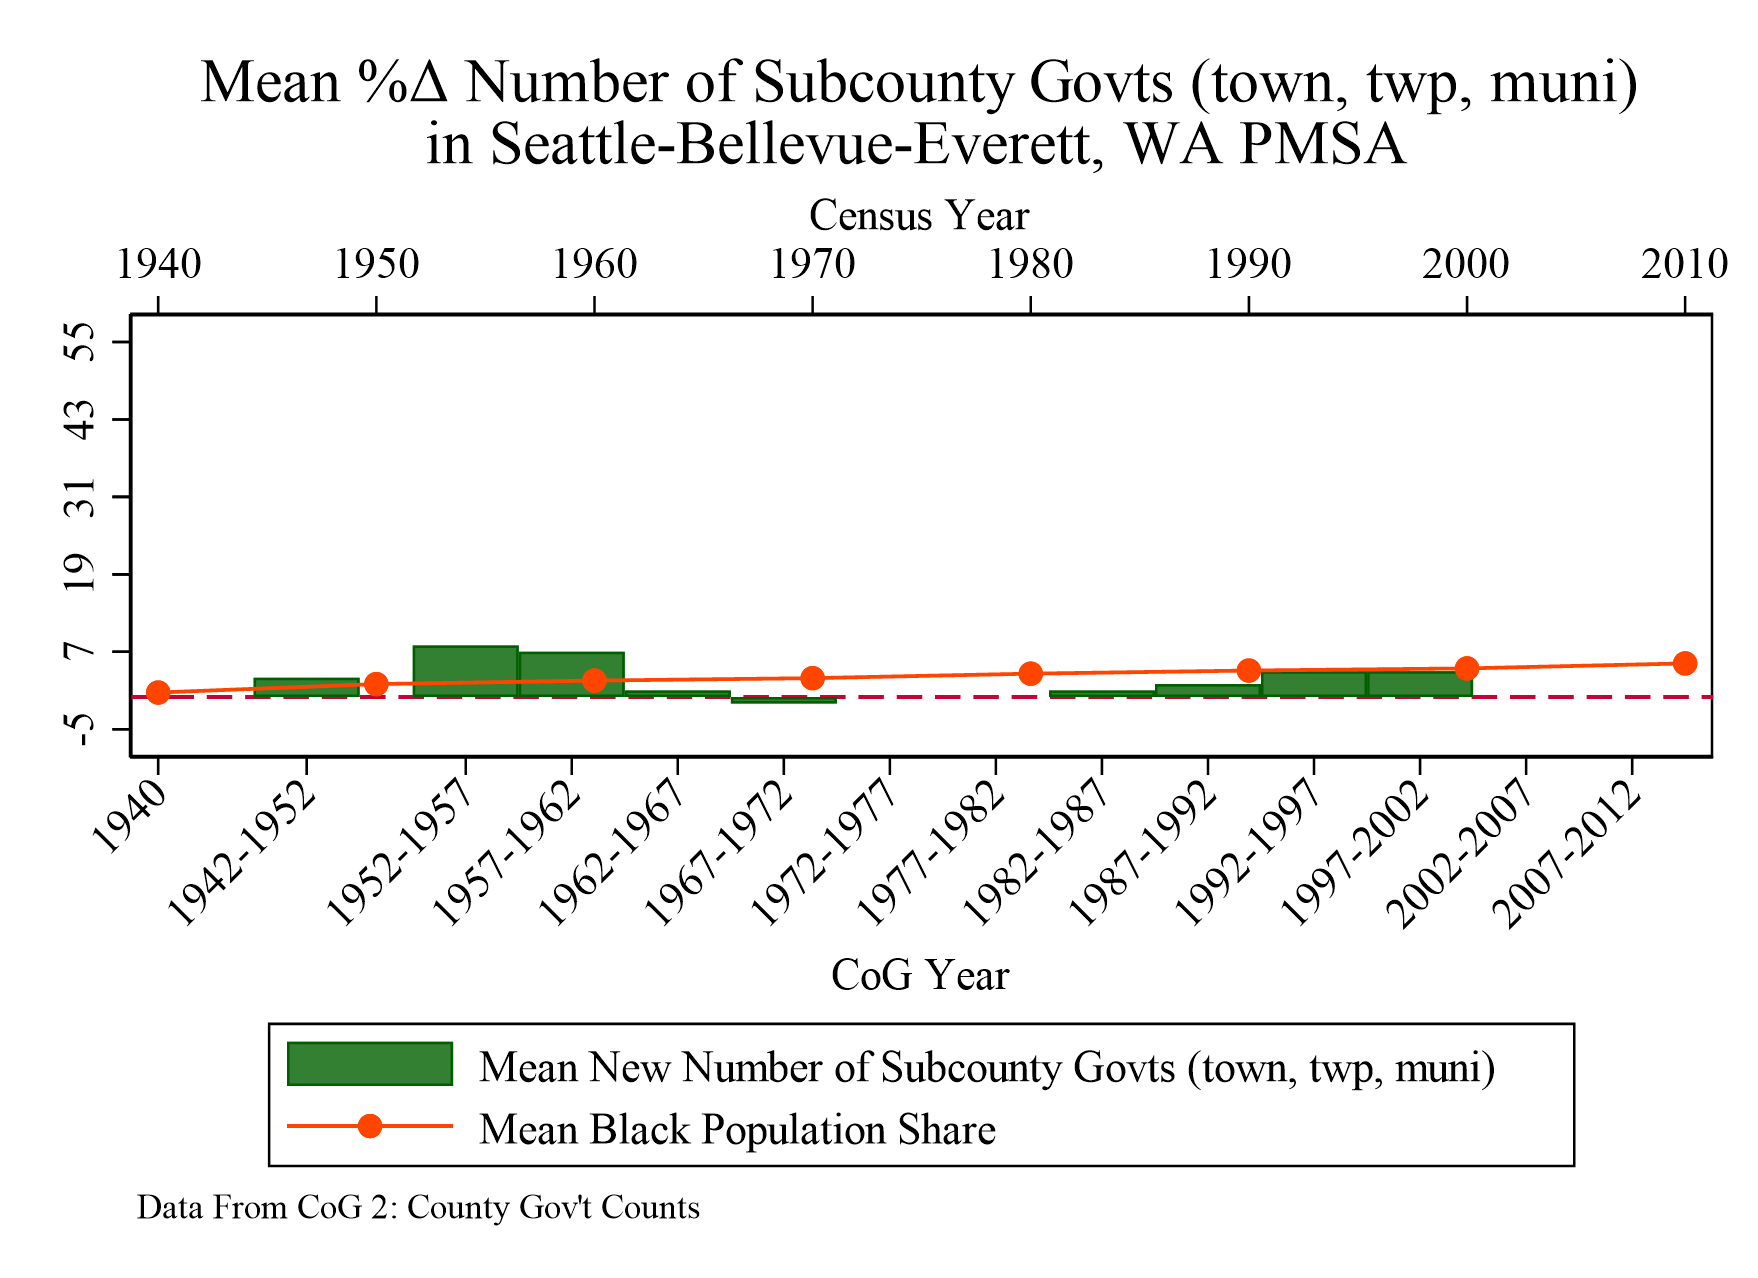 Mean %Δ Number of Subcounty Govts (town, twp, muni)
in Seattle-Bellevue-Everett, WA PMSA
Census Year
1940 1950 1960 1970 1980 1990 2000 2010
55
43
31
19
7
-5
1940 1942-1952 1952-1957 1957-1962 1962-1967 1967-1972 1972-1977 1977-1982 1982-1987 1987-1992 1992-1997 1997-2002 2002-2007 2007-2012
CoG Year
Mean New Number of Subcounty Govts (town, twp, muni)
Mean Black Population Share
Data From CoG 2: County Gov't Counts